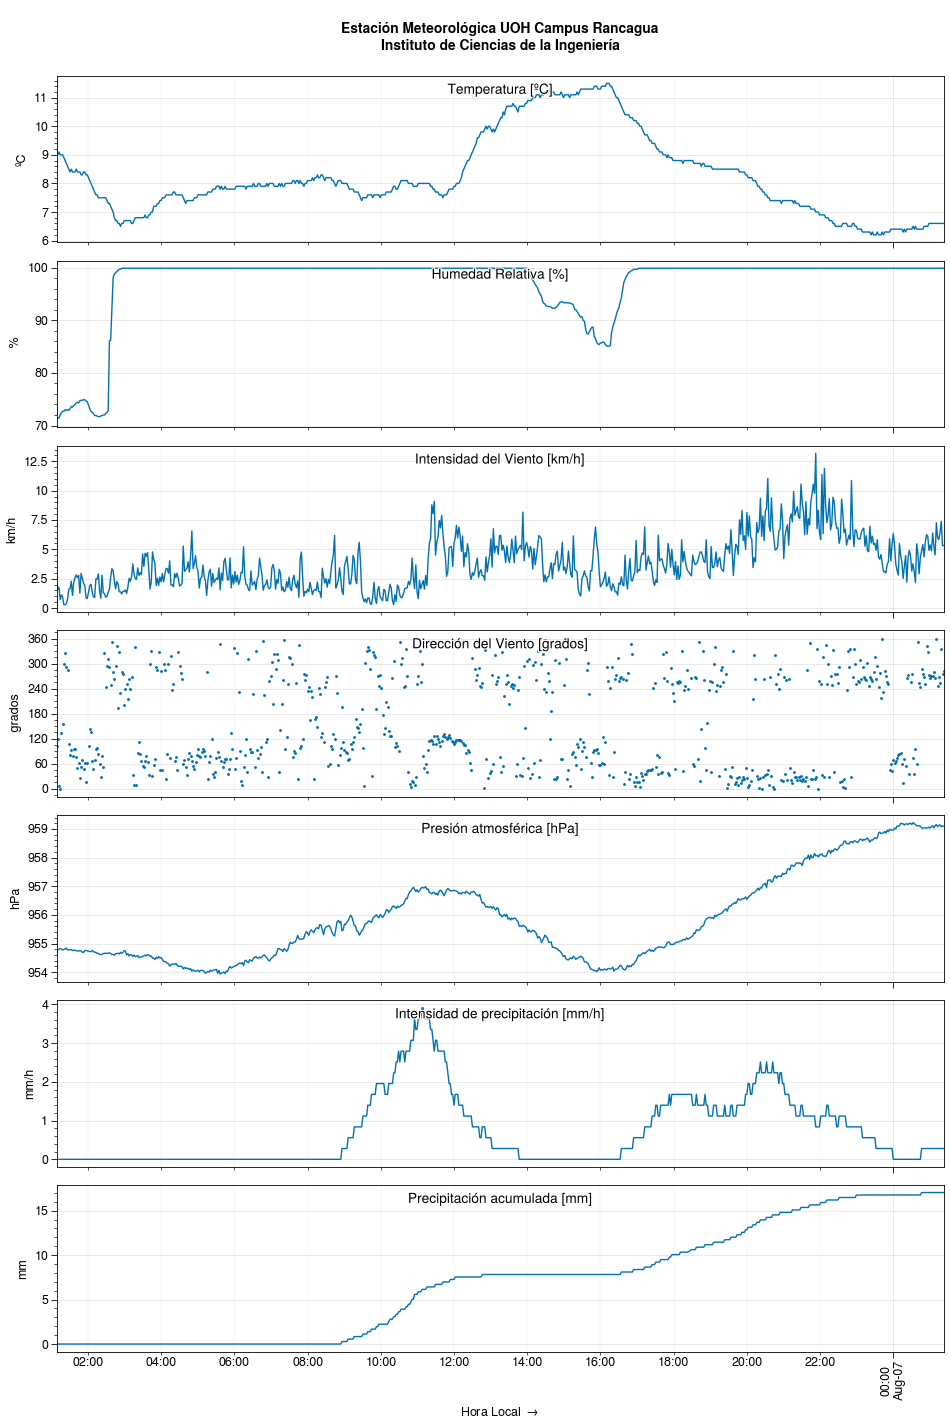 Estación Meteorológica UOH Campus Rancagua
Instituto de Ciencias de la Ingeniería
Temperatura [ºC]
ºC
11
10
9
8
7
6
Humedad Relativa [%]
%
100
90
80
70
Intensidad del Viento [km/h]
km/h
12.5
10
7.5
5
2.5
0
Dirección del Viento [grados]
grados
360
300
240
180
120
60
0
Presión atmosférica [hPa]
hPa
959
958
957
956
955
954
Intensidad de precipitación [mm/h]
mm/h
4
3
2
1
0
Precipitación acumulada [mm]
mm
15
10
5
0
02:00 04:00 06:00 08:00 10:00 12:00 14:00 16:00 18:00 20:00 22:00
00:00
Aug-07
Hora Local →